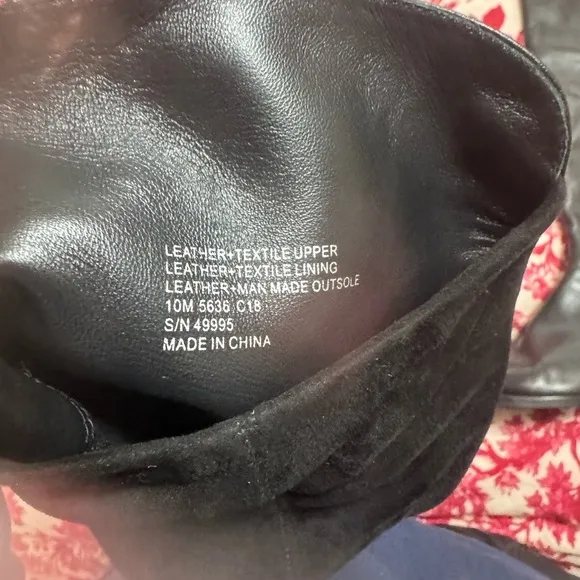 LEATHER+TEXTILE UPPER
LEATHER+TEXTILE LINING
LEATHER+MAN MADE OUTSOLE
10M 5636 C18
S/N 49995
MADE IN CHINA